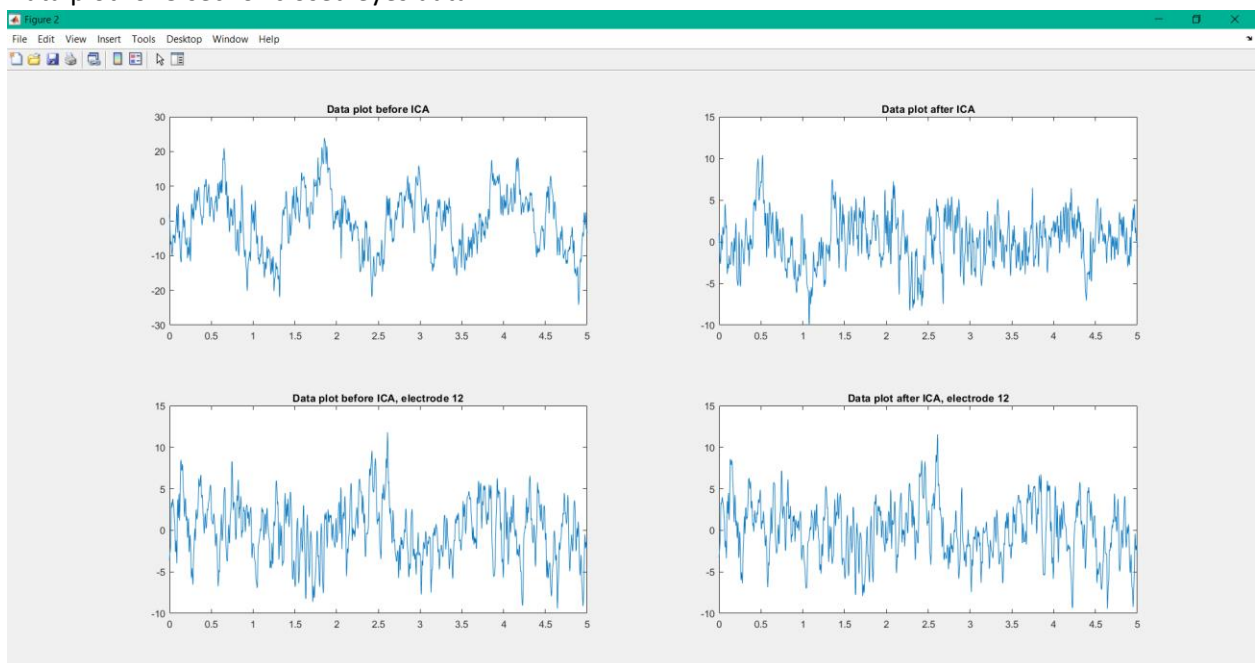 Figure 2
File Edit View Insert Tools Desktop Window Help
Data plot before ICA
30
20
10
0
-10
-20
-30
0 0.5 1 1.5 2 2.5 3 3.5 4 4.5 5
Data plot after ICA
15
10
5
0
-5
-10
0 0.5 1 1.5 2 2.5 3 3.5 4 4.5 5
Data plot before ICA, electrode 12
15
10
5
0
-5
-10
0 0.5 1 1.5 2 2.5 3 3.5 4 4.5 5
Data plot after ICA, electrode 12
15
10
5
0
-5
-10
0 0.5 1 1.5 2 2.5 3 3.5 4 4.5 5